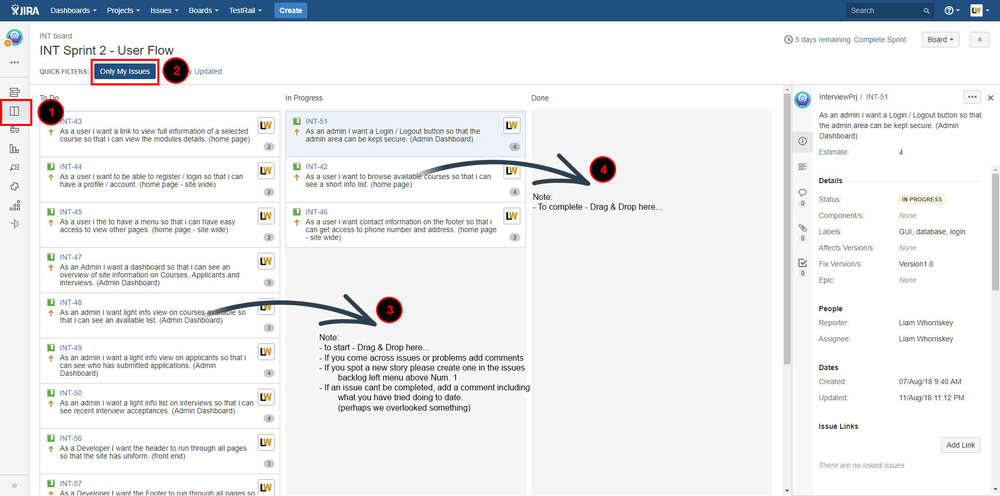 JIRA Dashboards Projects Issues Boards TestRail Create Search LW
INT board
INT Sprint 2 - User Flow
5 days remaining Complete Sprint Board
QUICK FILTERS: Only My Issues 2 y Updated
To Do
In Progress
Done
1
INT-43
As a user i want a link to view full information of a selected
course so that i can view the modules details. (home page)
LW
2
INT-44
As a user i want to be able to register / login so that i can
have a profile / account. (home page - site wide)
LW
2
INT-45
As a user i the to have a menu so that i can have easy
access to view other pages. (home page - site wide)
LW
2
INT-47
As an Admin i want a dashboard so that i can see an
overview of site information on Courses, Applicants and
interviews. (Admin Dashboard)
LW
3
INT-48
As an admin i want light info view on courses available so
that i can see an available list. (Admin Dashboard)
LW
3
INT-49
As an admin i want a light info view on applicants so that i
can see who has submitted applications. (Admin
Dashboard)
LW
4
INT-50
As an admin i want a light info list on interviews so that i can
see recent interview acceptances. (Admin Dashboard)
LW
4
INT-56
As a Developer I want the header to run through all pages
so that the site has uniform. (front end)
LW
3
INT-57
As a Developer I want the Footer to run through all pages so
LW
INT-51
As an admin i want a Login / Logout button so that the
admin area can be kept secure. (Admin Dashboard)
LW
4
INT-42
As a user i want to browse available courses so that i can
see a short info list. (home page)
LW
4
INT-46
As a user i want contact information on the footer so that i
can get access to phone number and address. (home page
- site wide)
LW
2
3
Note:
- to start - Drag & Drop here...
- If you come across issues or problems add comments
- If you spot a new story please create one in the issues
backlog left menu above Num. 1
- If an issue cant be completed, add a comment including
what you have tried doing to date.
(perhaps we overlooked something)
4
Note:
- To complete - Drag & Drop here...
InterviewPrj / INT-51
As an admin i want a Login / Logout button so that
the admin area can be kept secure. (Admin
Dashboard)
Estimate: 4
0
0
0
Details
Status: IN PROGRESS
Component/s: None
Labels: GUI, database, login
Affects Version/s: None
Fix Version/s: Version1.0
Epic: None
People
Reporter: Liam Whorriskey
Assignee: Liam Whorriskey
Dates
Created: 07/Aug/18 9:40 AM
Updated: 11/Aug/18 11:12 PM
Issue Links
Add Link
There are no linked issues